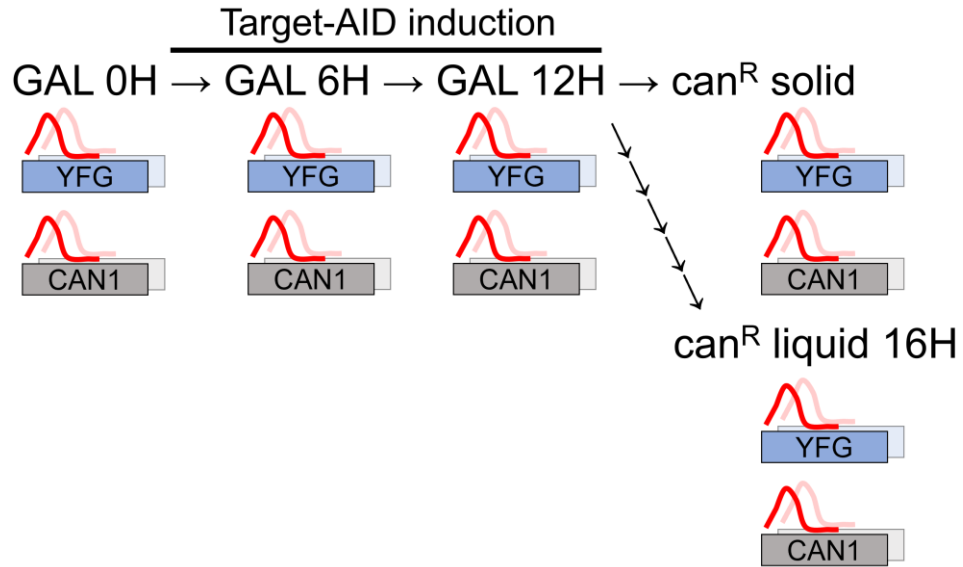 Target-AID induction
GAL 0H → GAL 6H → GAL 12H → canᴿ solid
YFG YFG YFG YFG
CAN1 CAN1 CAN1 CAN1
canᴿ liquid 16H
YFG
CAN1